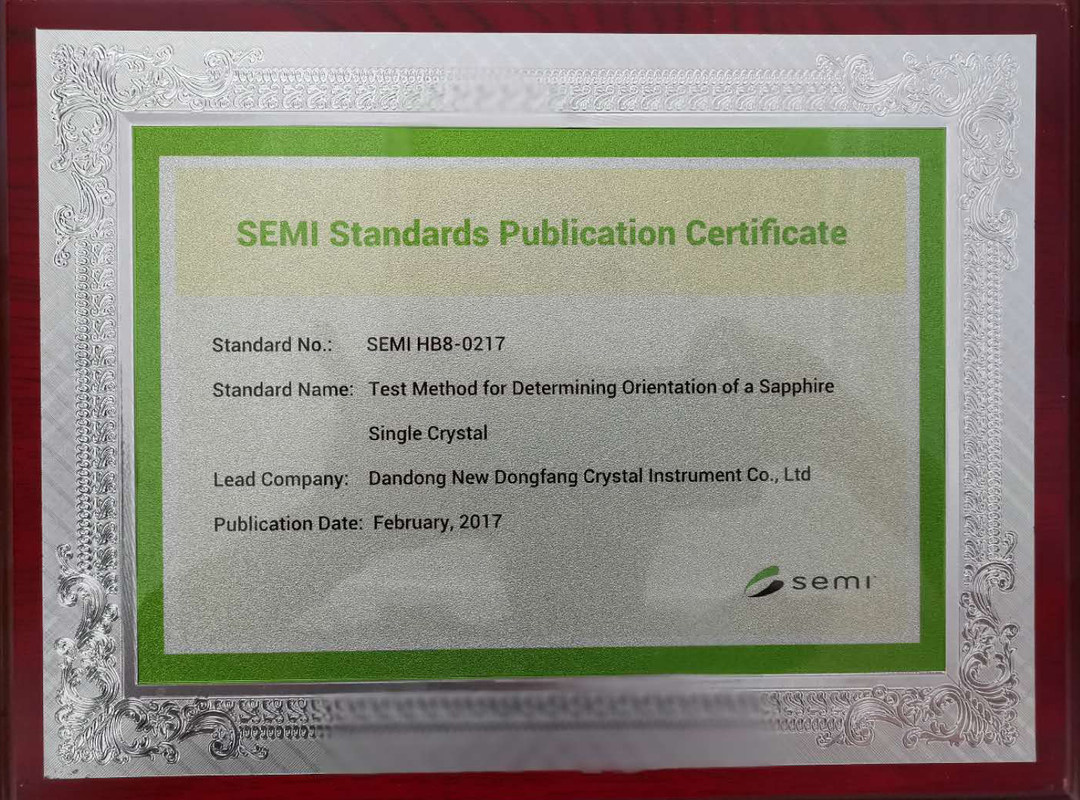 SEMI Standards Publication Certificate
Standard No.: SEMI HB8-0217
Standard Name: Test Method for Determining Orientation of a Sapphire
Single Crystal
Lead Company: Dandong New Dongfang Crystal Instrument Co., Ltd
Publication Date: February, 2017
semi